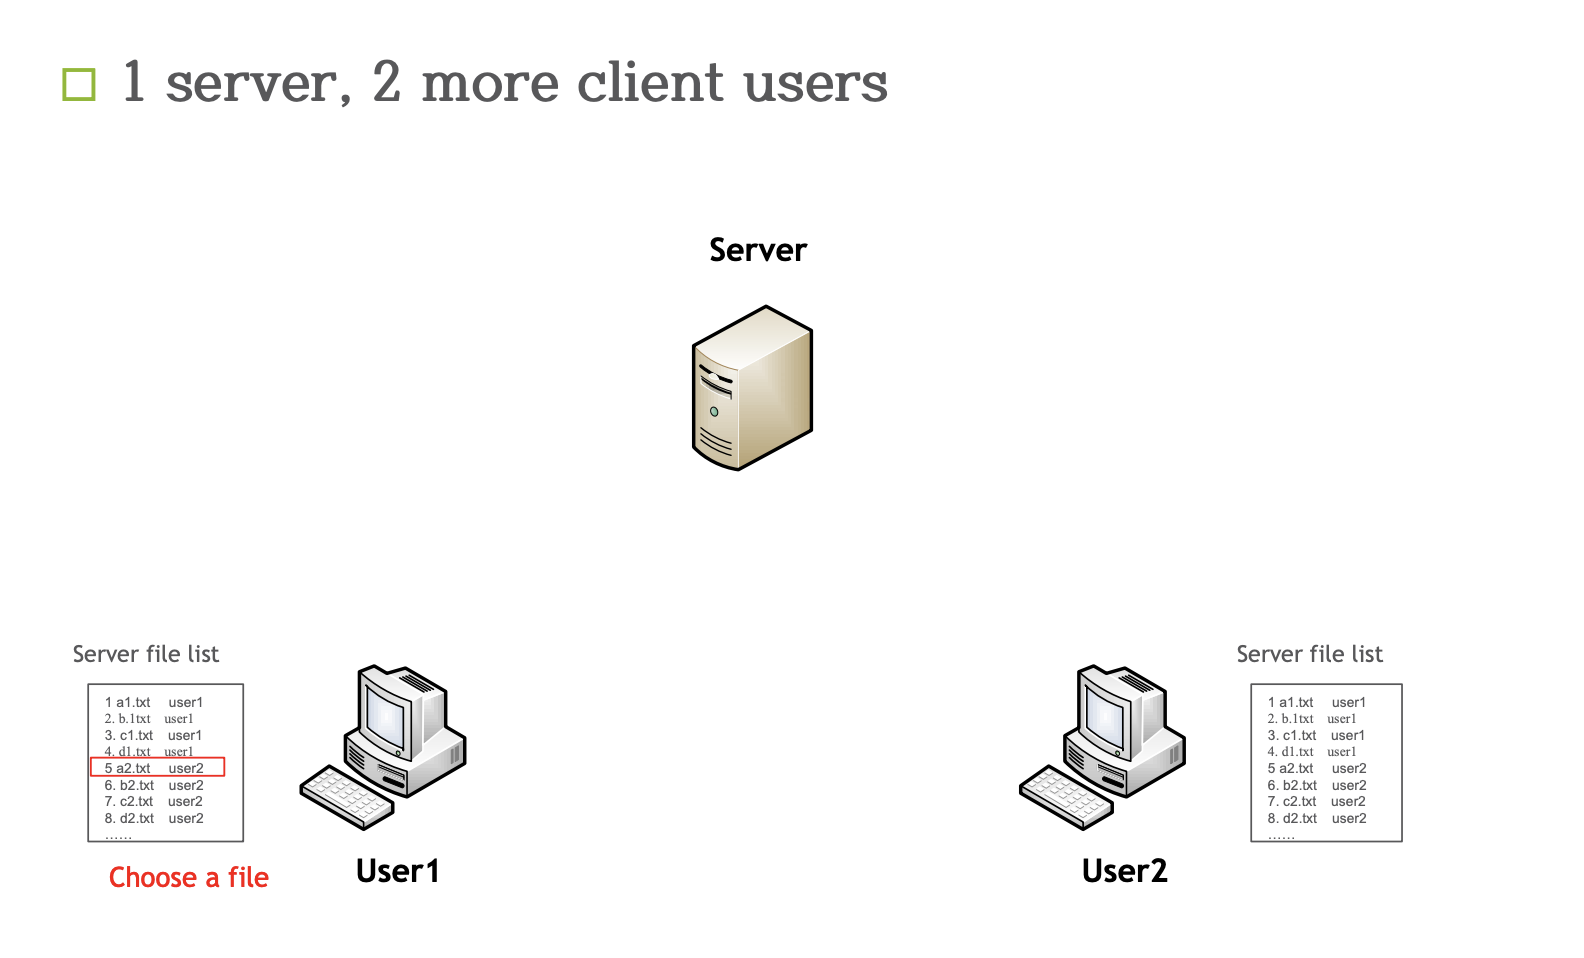 1 server, 2 more client users
Server
Server file list
1 a1.txt user1
2. b.1txt user1
3. c1.txt user1
4. d1.txt user1
5 a2.txt user2
6. b2.txt user2
7. c2.txt user2
8. d2.txt user2
......
Choose a file
User1
User2
Server file list
1 a1.txt user1
2. b.1txt user1
3. c1.txt user1
4. d1.txt user1
5 a2.txt user2
6. b2.txt user2
7. c2.txt user2
8. d2.txt user2
......